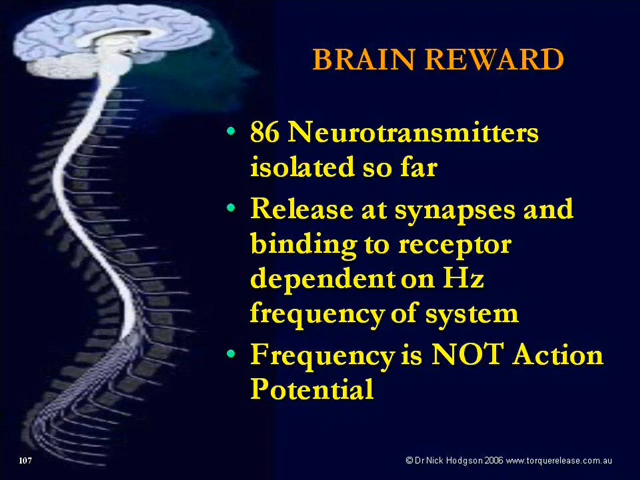 BRAIN REWARD
• 86 Neurotransmitters
isolated so far
• Release at synapses and
binding to receptor
dependent on Hz
frequency of system
• Frequency is NOT Action
Potential
107
© Dr Nick Hodgson 2006 www.torquerelease.com.au